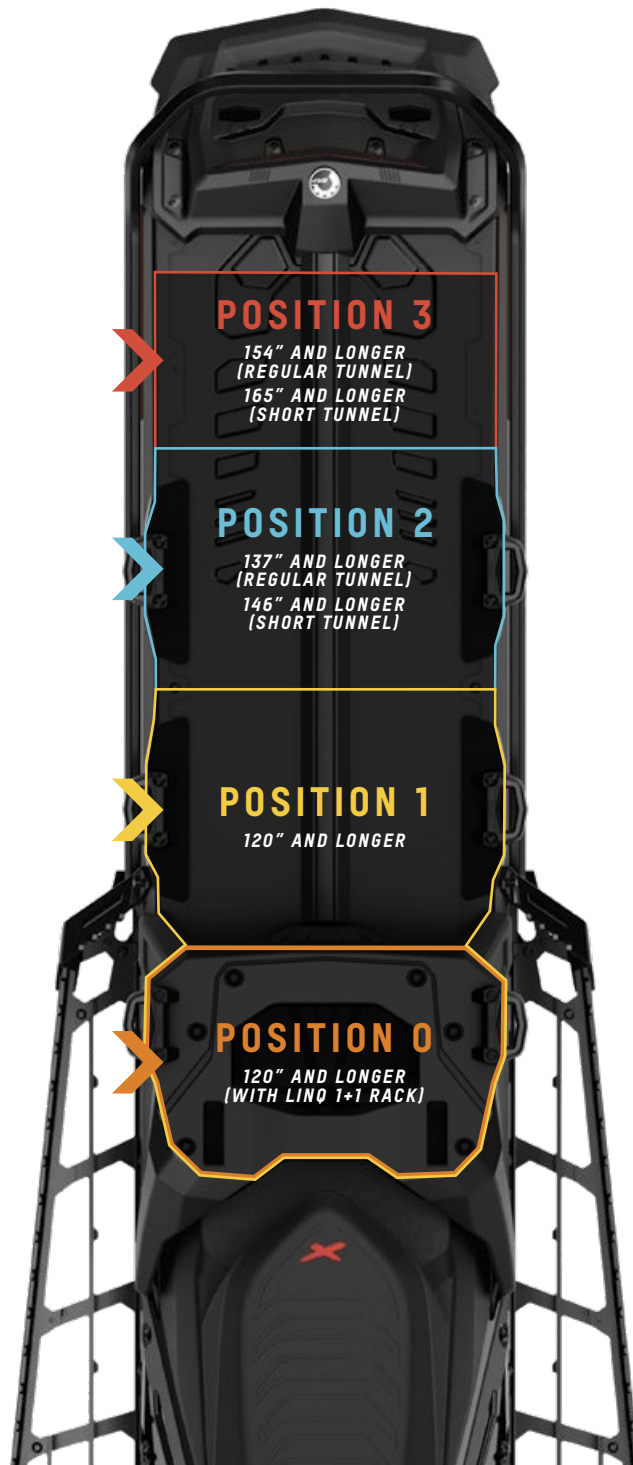 POSITION 3
154" AND LONGER
(REGULAR TUNNEL)
165" AND LONGER
(SHORT TUNNEL)
POSITION 2
137" AND LONGER
(REGULAR TUNNEL)
146" AND LONGER
(SHORT TUNNEL)
POSITION 1
120" AND LONGER
POSITION 0
120" AND LONGER
(WITH LINQ 1+1 RACK)